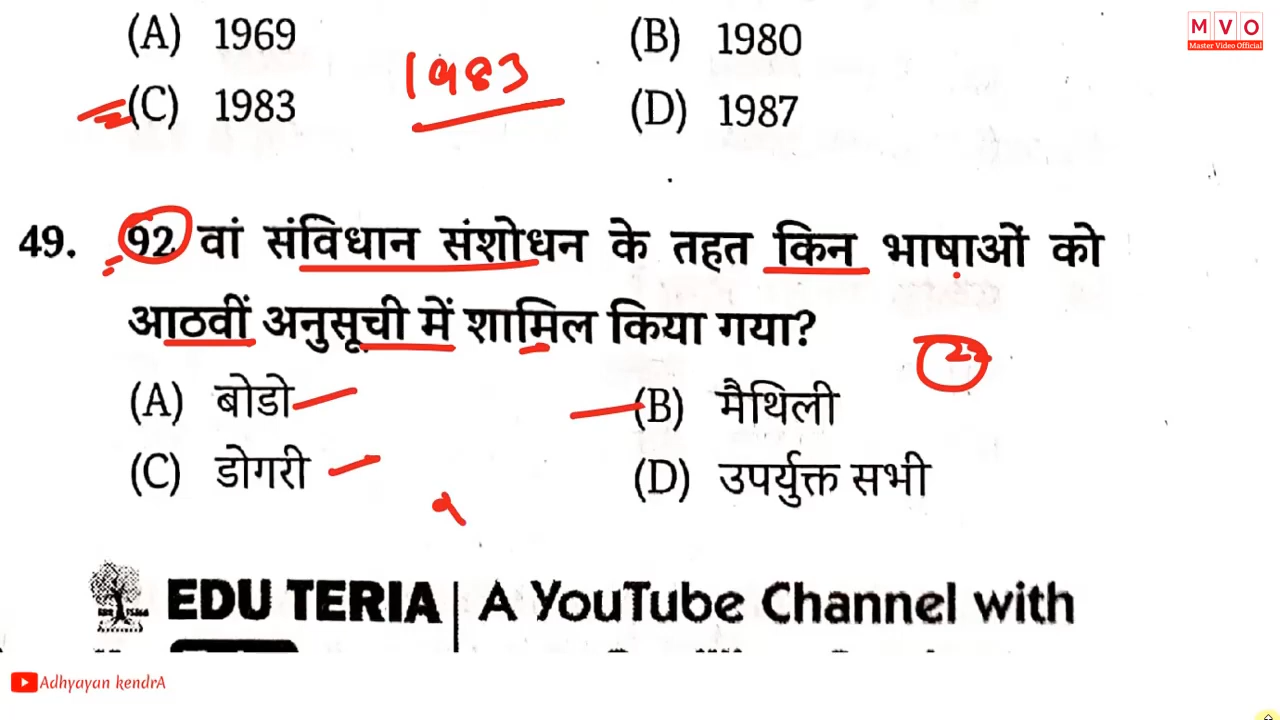 (A) 1969 (B) 1980
1983
(C) 1983 (D) 1987
M V O
Master Video Official
49. 92 वां संविधान संशोधन के तहत किन भाषाओं को
आठवीं अनुसूची में शामिल किया गया?
22
(A) बोडो (B) मैथिली
(C) डोगरी (D) उपर्युक्त सभी
EDU TERIA | A YouTube Channel with
Adhyayan kendrA